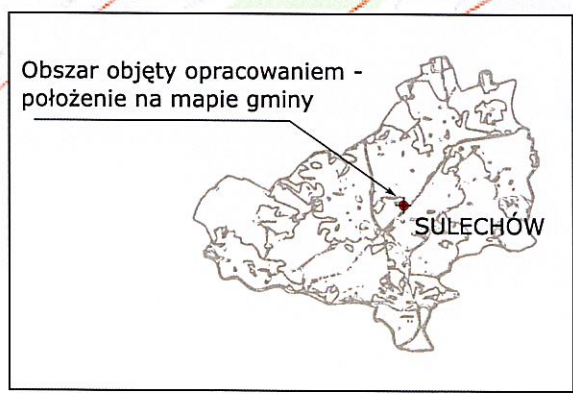 Obszar objęty opracowaniem -
położenie na mapie gminy
SULECHÓW